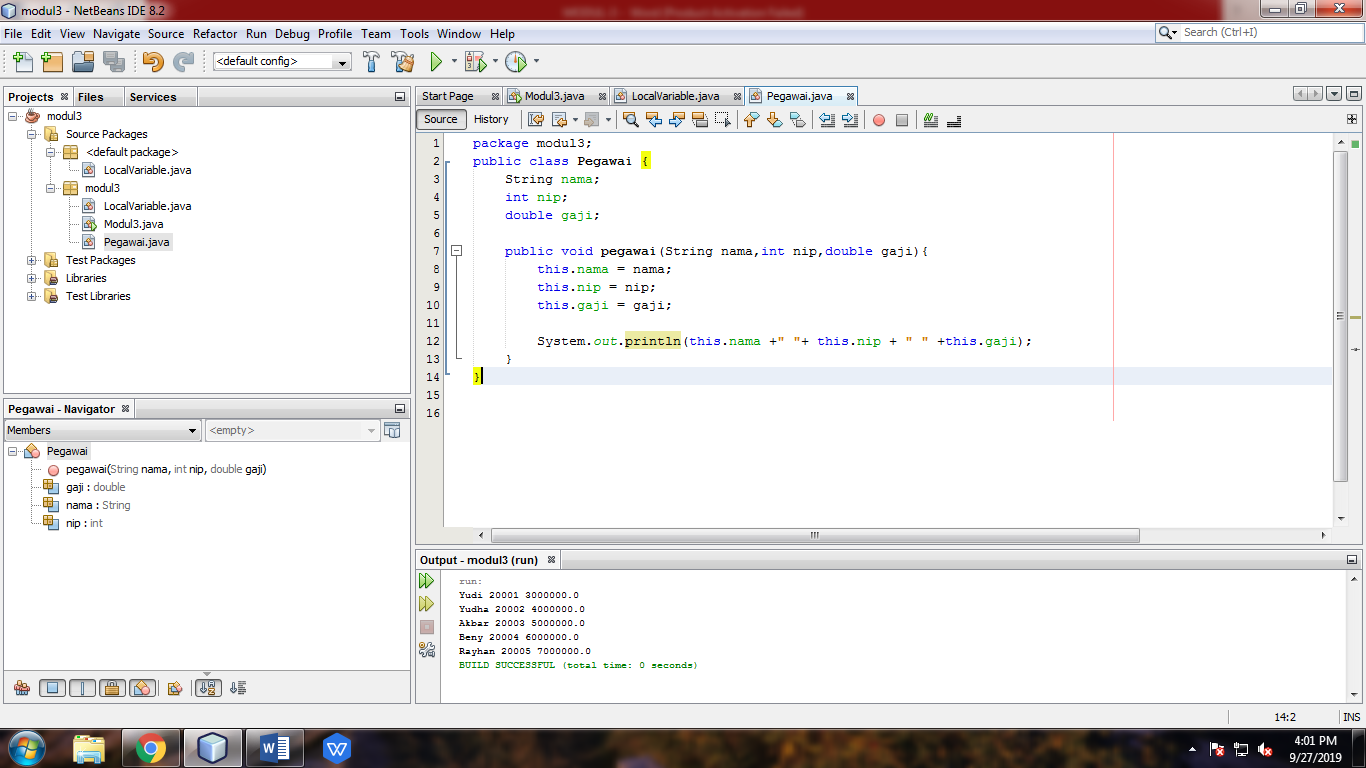 modul3 - NetBeans IDE 8.2
File Edit View Navigate Source Refactor Run Debug Profile Team Tools Window Help
Search (Ctrl+I)
<default config>
Projects Files Services
modul3
Source Packages
<default package>
LocalVariable.java
modul3
LocalVariable.java
Modul3.java
Pegawai.java
Test Packages
Libraries
Test Libraries
Pegawai - Navigator
Members <empty>
Pegawai
pegawai(String nama, int nip, double gaji)
gaji : double
nama : String
nip : int
Start Page Modul3.java LocalVariable.java Pegawai.java
Source History
1 package modul3;
2 public class Pegawai {
3 String nama;
4 int nip;
5 double gaji;
6
7 public void pegawai(String nama,int nip,double gaji){
8 this.nama = nama;
9 this.nip = nip;
10 this.gaji = gaji;
11
12 System.out.println(this.nama +" "+ this.nip + " " +this.gaji);
13 }
14 }
15
16
Output - modul3 (run)
run:
Yudi 20001 3000000.0
Yudha 20002 4000000.0
Akbar 20003 5000000.0
Beny 20004 6000000.0
Rayhan 20005 7000000.0
BUILD SUCCESSFUL (total time: 0 seconds)
14:2 INS
4:01 PM
9/27/2019